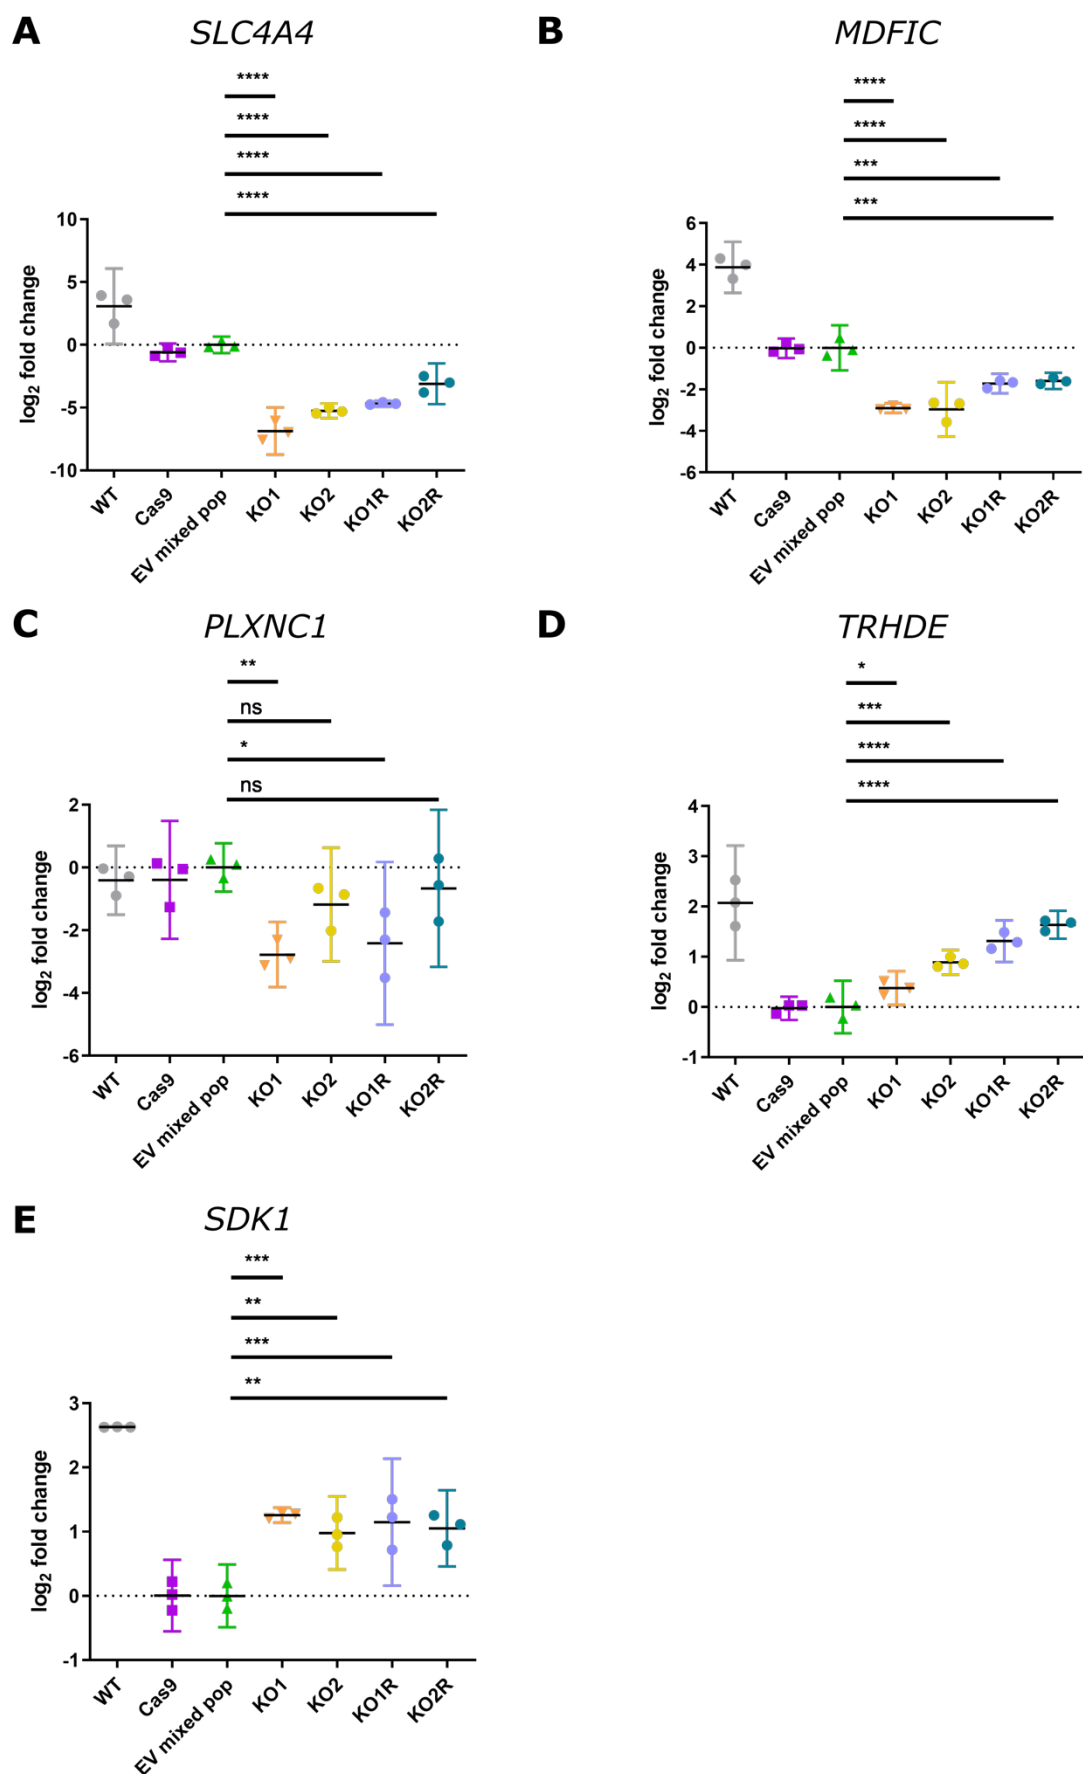 A
SLC4A4
****
****
****
****
log2 fold change
10
5
0
-5
-10
WT
Cas9
EV mixed pop
KO1
KO2
KO1R
KO2R
B
MDFIC
****
****
***
***
log2 fold change
6
4
2
0
-2
-4
-6
WT
Cas9
EV mixed pop
KO1
KO2
KO1R
KO2R
C
PLXNC1
**
ns
*
ns
log2 fold change
2
0
-2
-4
-6
WT
Cas9
EV mixed pop
KO1
KO2
KO1R
KO2R
D
TRHDE
*
***
****
****
log2 fold change
4
3
2
1
0
-1
WT
Cas9
EV mixed pop
KO1
KO2
KO1R
KO2R
E
SDK1
***
**
***
**
log2 fold change
3
2
1
0
-1
WT
Cas9
EV mixed pop
KO1
KO2
KO1R
KO2R